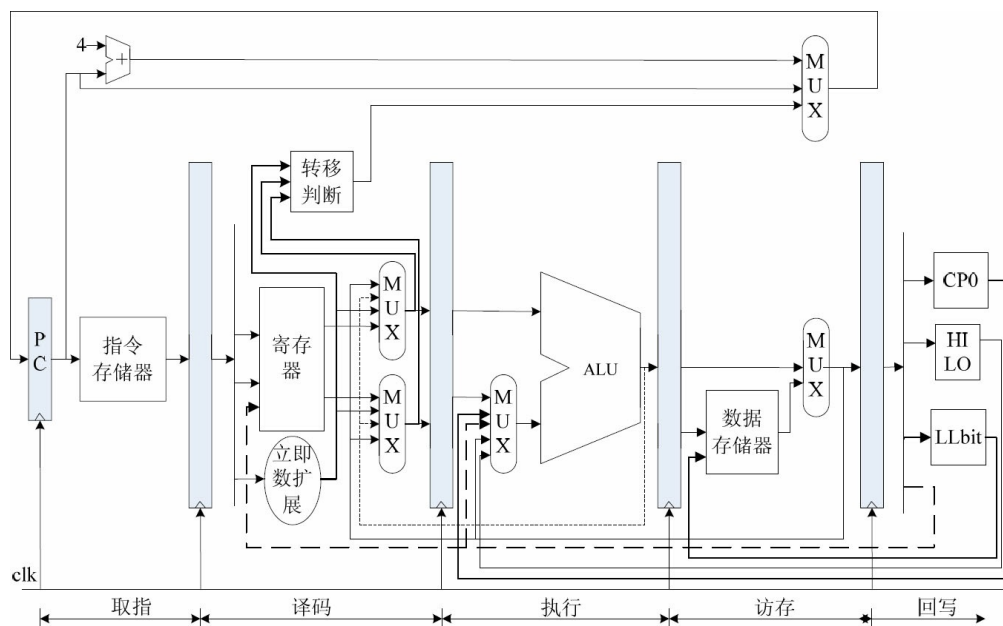 4
+
M
U
X
转移
判断
P
C
指令
存储器
寄存
器
立即
数扩
展
M
U
X
M
U
X
M
U
X
ALU
数据
存储器
M
U
X
CP0
HI
LO
LLbit
clk
取指
译码
执行
访存
回写